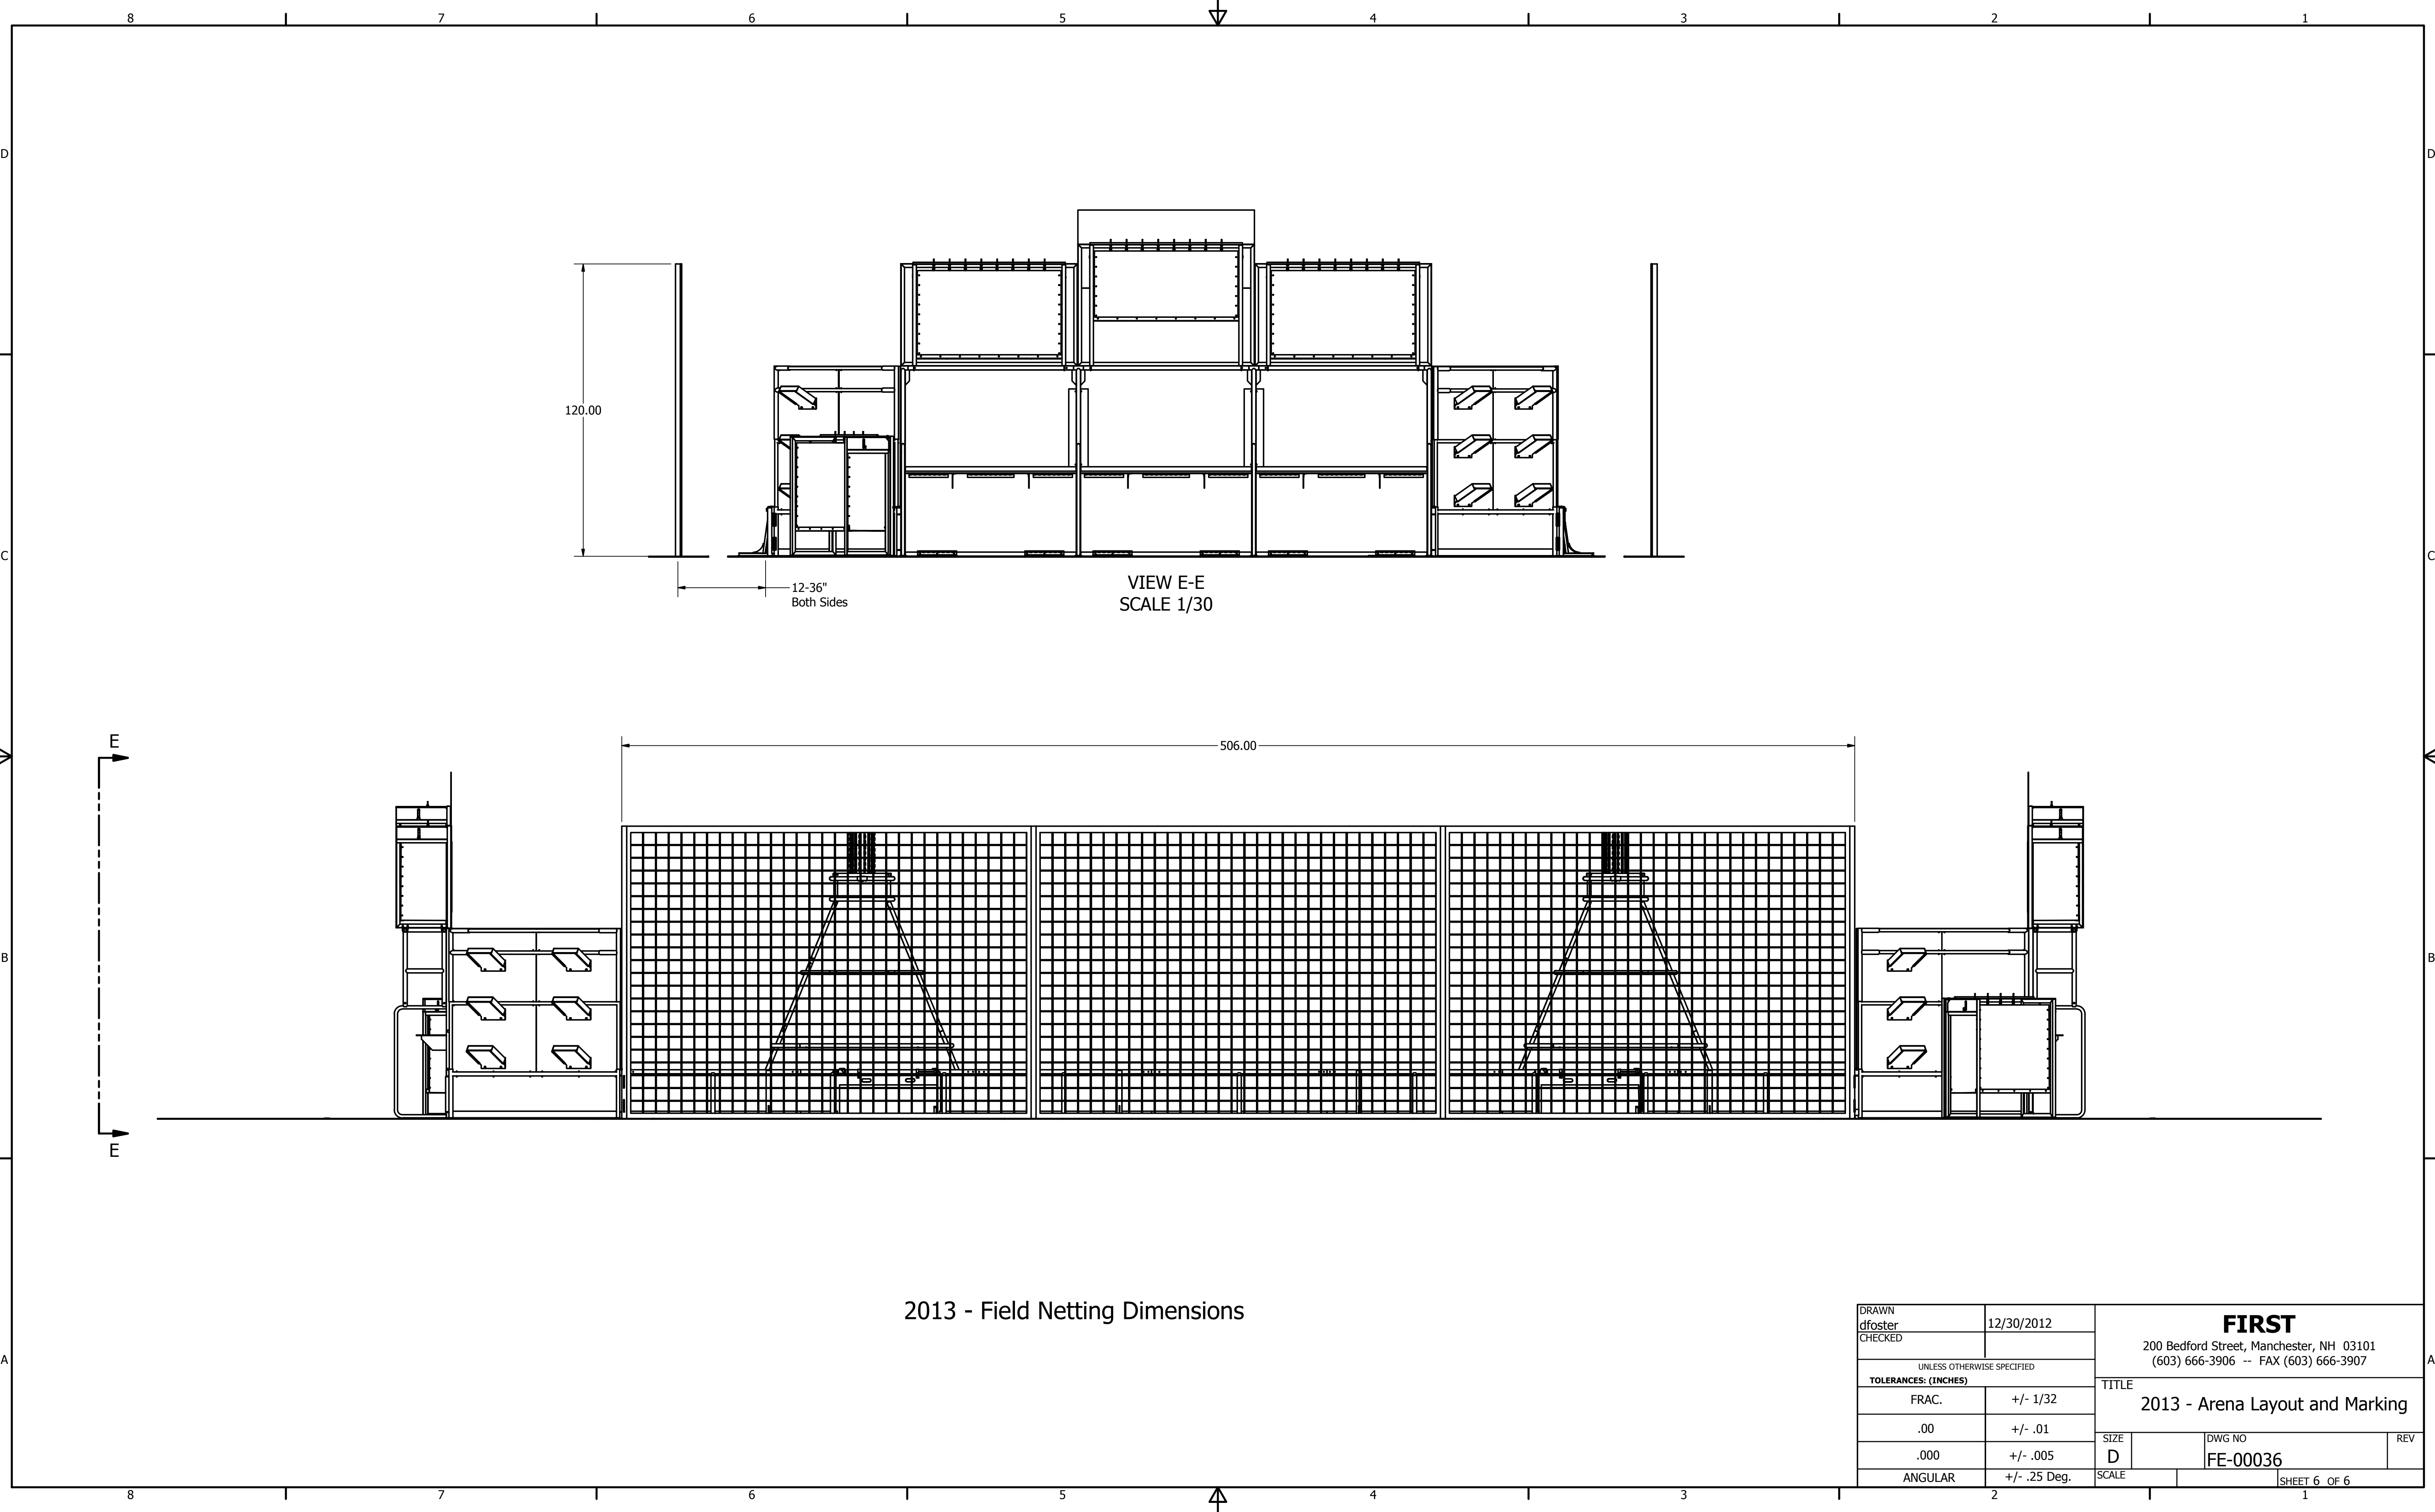 8 7 6 5 4 3 2 1
D D
120.00
C C
12-36"
Both Sides
VIEW E-E
SCALE 1/30
E
506.00
B B
E
2013 - Field Netting Dimensions
DRAWN
dfoster
12/30/2012
CHECKED
UNLESS OTHERWISE SPECIFIED
TOLERANCES: (INCHES)
FRAC. +/- 1/32
.00 +/- .01
.000 +/- .005
ANGULAR +/- .25 Deg.
FIRST
200 Bedford Street, Manchester, NH 03101
(603) 666-3906 -- FAX (603) 666-3907
TITLE
2013 - Arena Layout and Marking
SIZE
D
DWG NO
FE-00036
REV
SCALE
SHEET 6 OF 6
A A
8 7 6 5 4 3 2 1